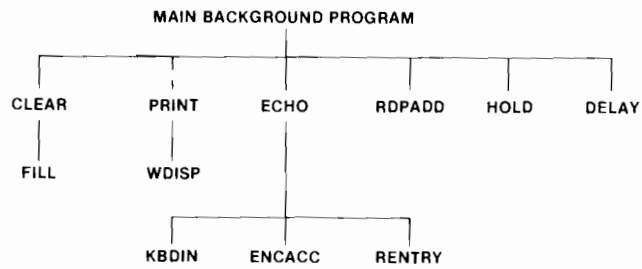 MAIN BACKGROUND PROGRAM
CLEAR PRINT ECHO RDPADD HOLD DELAY
FILL WDISP
KBDIN ENCACC RENTRY